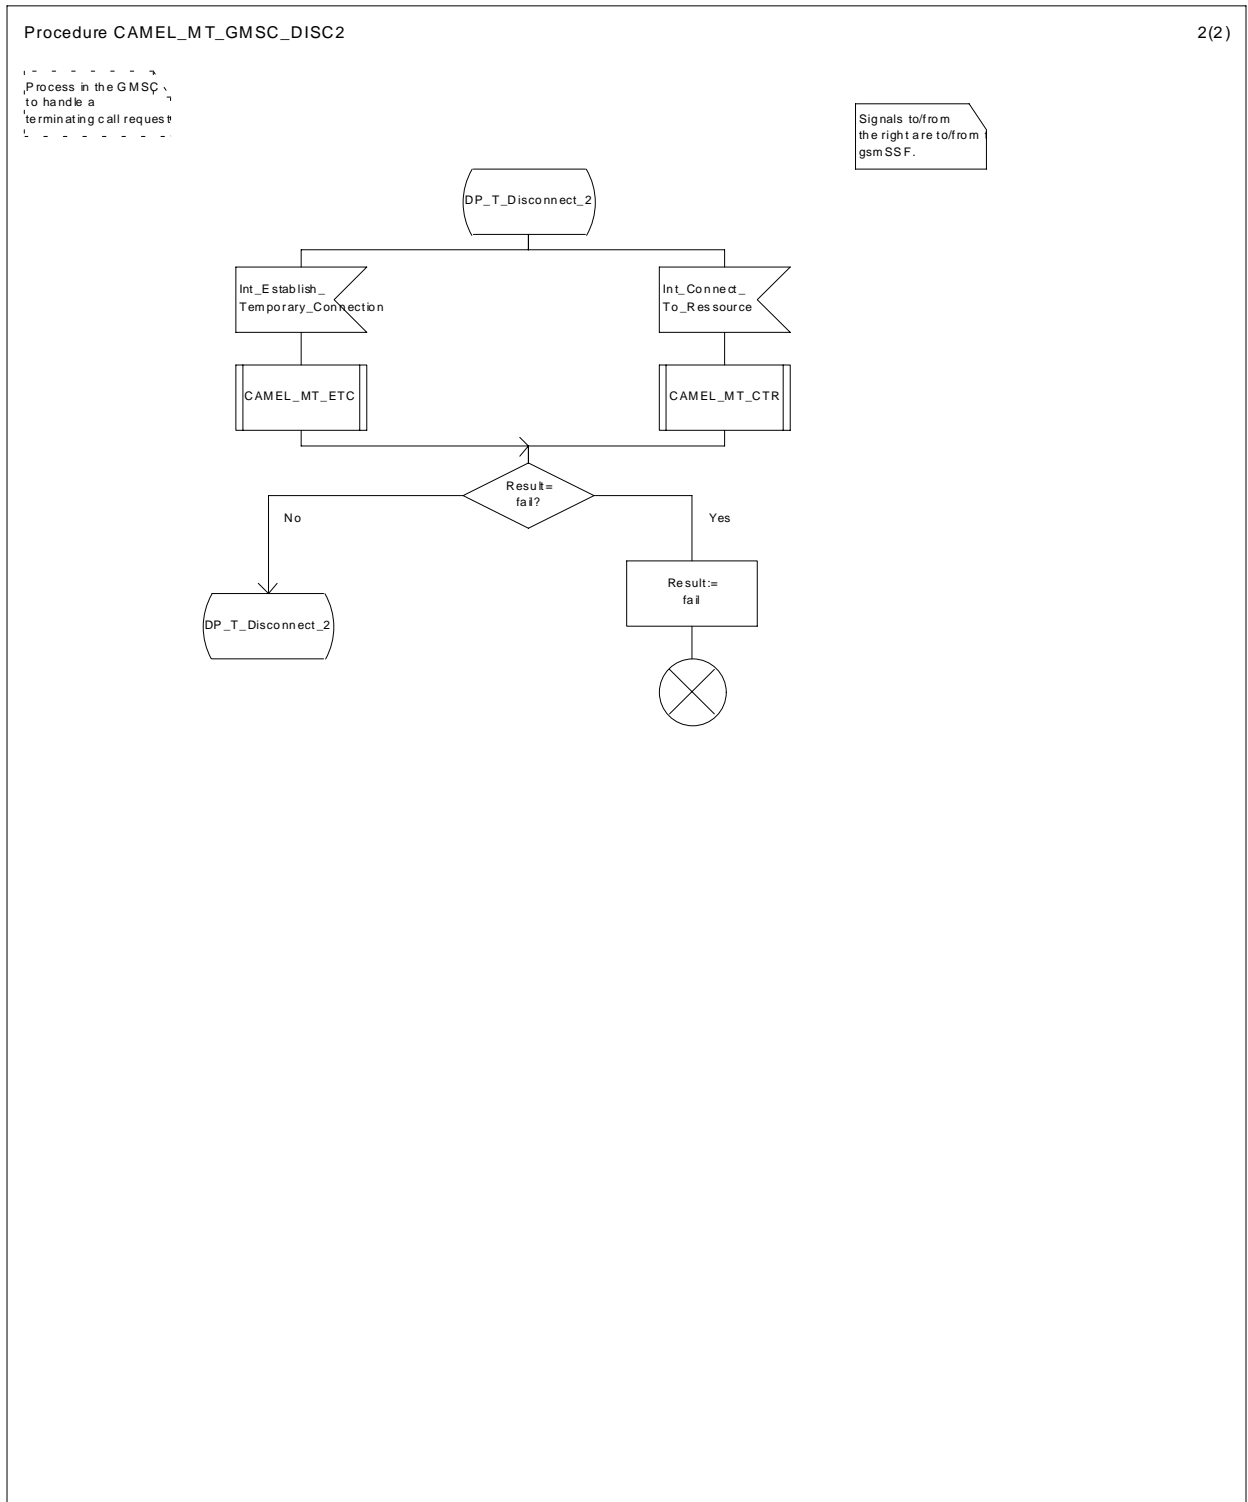 Procedure CAMEL_MT_GMSC_DISC2
2(2)
Process in the GMSC
to handle a
terminating call request
Signals to/from
the right are to/from
gsmSSF.
DP_T_Disconnect_2
Int_Establish_
Temporary_Connection
Int_Connect_
To_Ressource
CAMEL_MT_ETC
CAMEL_MT_CTR
Result=
fail?
No
Yes
Result:=
fail
DP_T_Disconnect_2